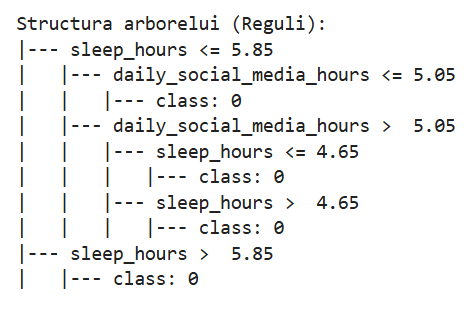 Structura arborelui (Reguli):
|--- sleep_hours <= 5.85
|   |--- daily_social_media_hours <= 5.05
|   |   |--- class: 0
|   |--- daily_social_media_hours >  5.05
|   |   |--- sleep_hours <= 4.65
|   |   |   |--- class: 0
|   |   |--- sleep_hours >  4.65
|   |   |   |--- class: 0
|--- sleep_hours >  5.85
|   |--- class: 0